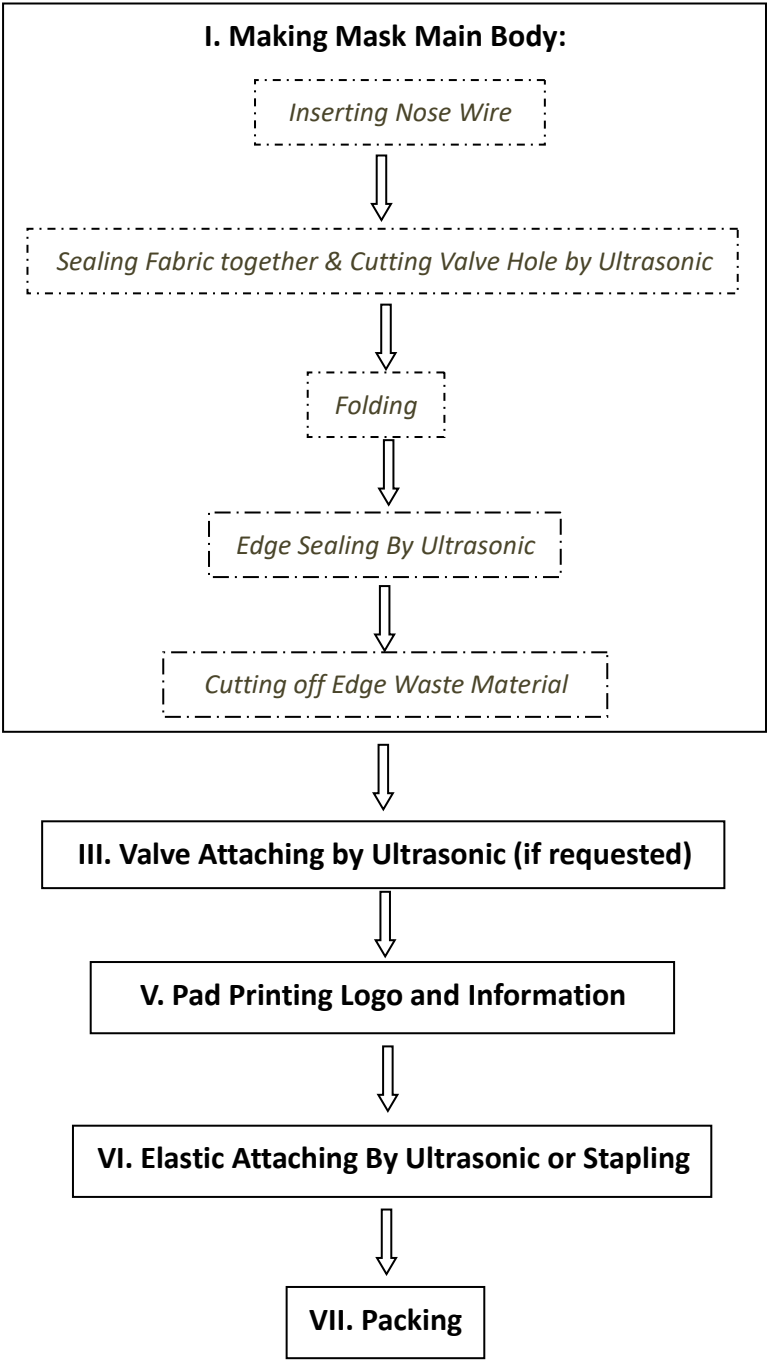 I. Making Mask Main Body:
Inserting Nose Wire
Sealing Fabric together & Cutting Valve Hole by Ultrasonic
Folding
Edge Sealing By Ultrasonic
Cutting off Edge Waste Material
III. Valve Attaching by Ultrasonic (if requested)
V. Pad Printing Logo and Information
VI. Elastic Attaching By Ultrasonic or Stapling
VII. Packing